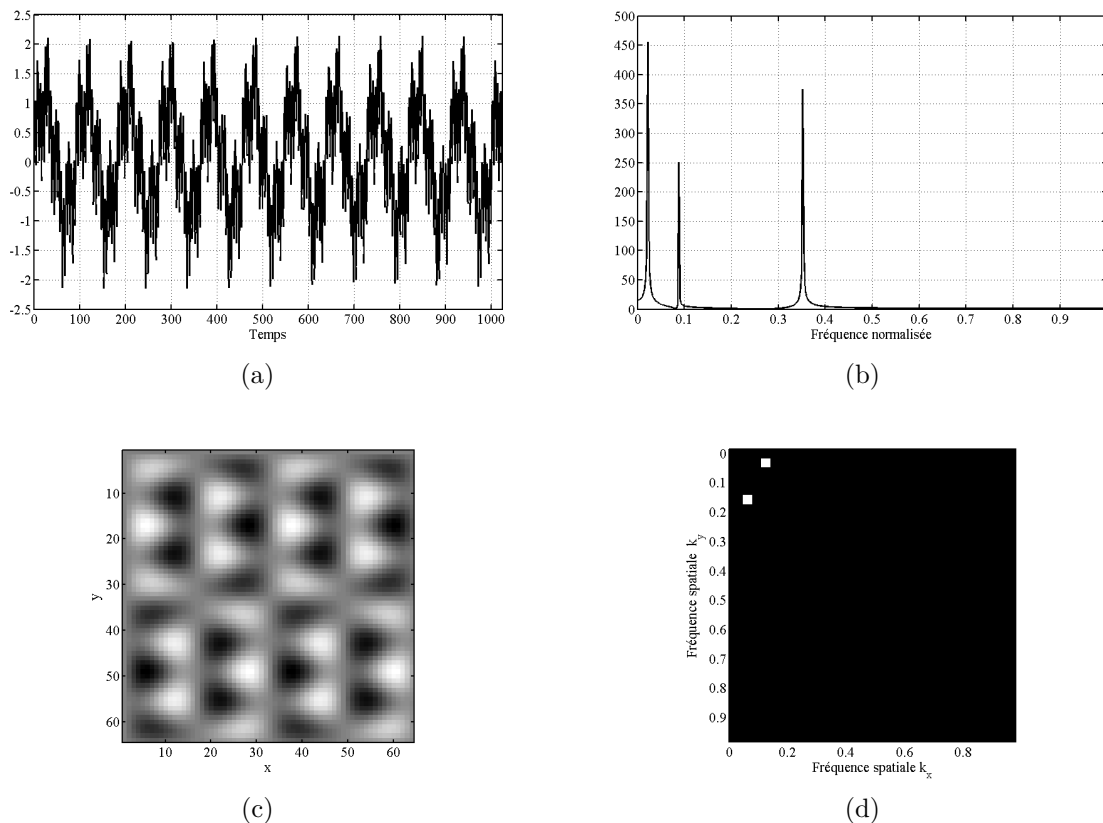 2.5
2
1.5
1
0.5
0
-0.5
-1
-1.5
-2
-2.5
0 100 200 300 400 500 600 700 800 900 1000
Temps
(a)
500
450
400
350
300
250
200
150
100
50
0
0 0.1 0.2 0.3 0.4 0.5 0.6 0.7 0.8 0.9
Fréquence normalisée
(b)
10
20
30
40
50
60
y
10 20 30 40 50 60
x
(c)
0
0.1
0.2
0.3
0.4
0.5
0.6
0.7
0.8
0.9
Fréquence spatiale k_y
0 0.2 0.4 0.6 0.8
Fréquence spatiale k_x
(d)